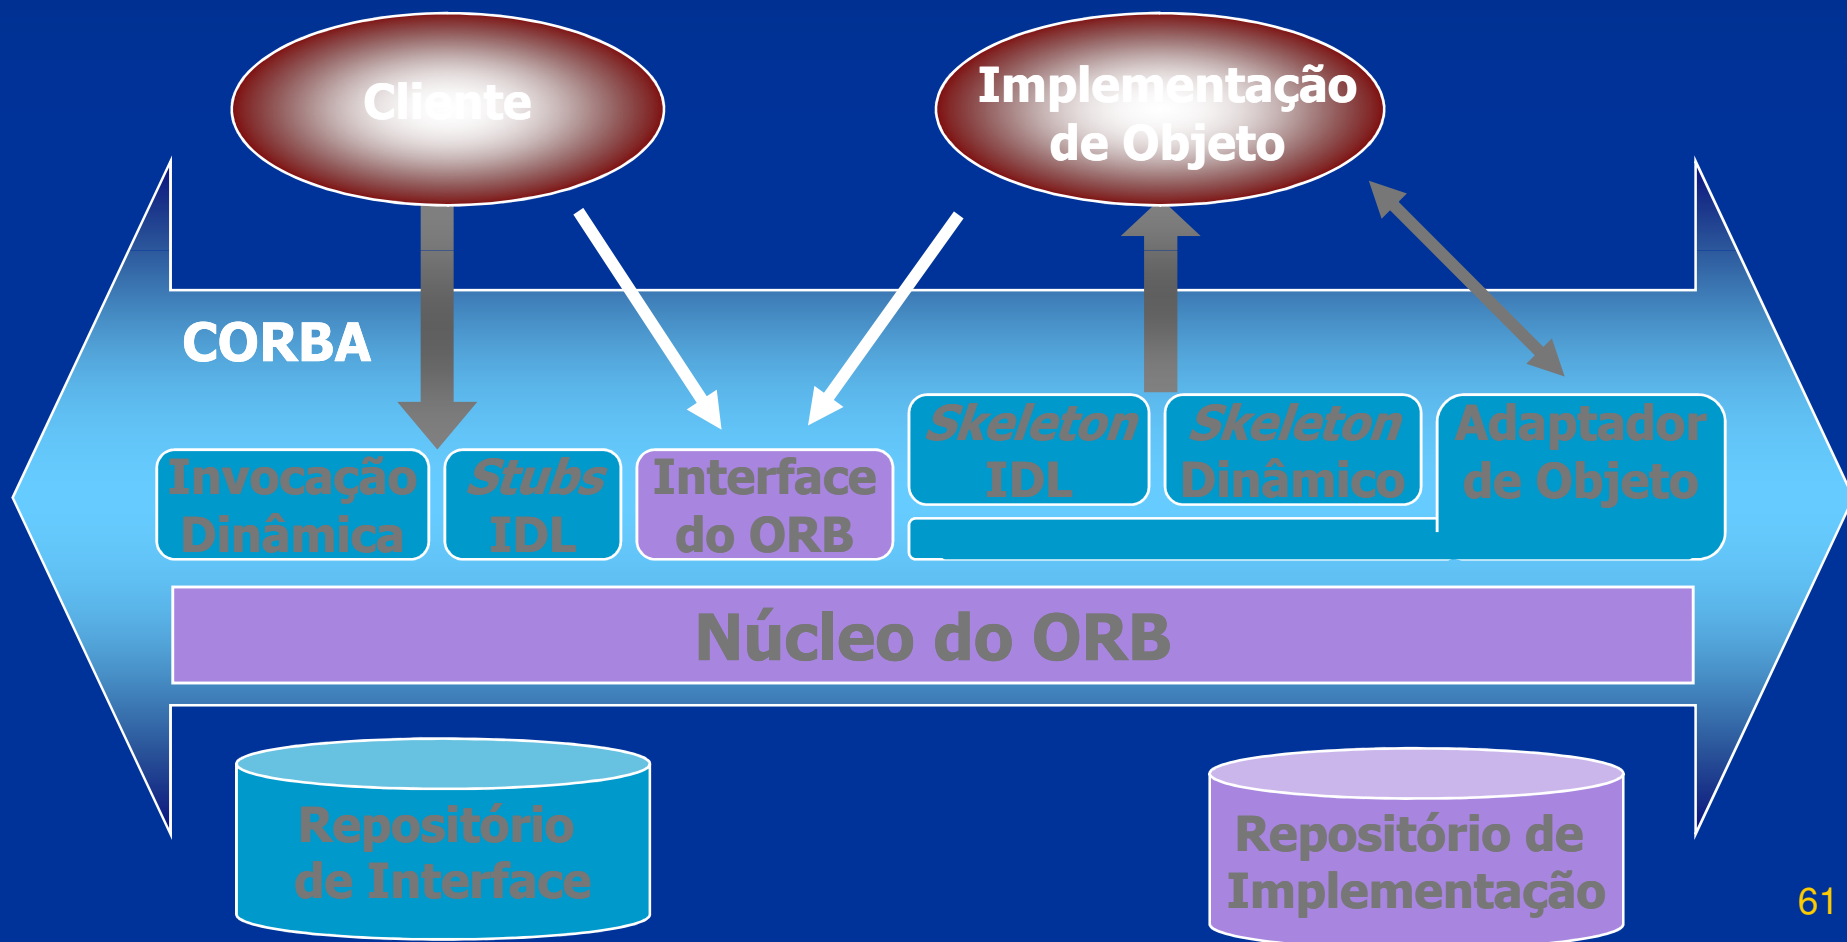 Cliente
Implementação
de Objeto
CORBA
Invocação
Dinâmica
Stubs
IDL
Interface
do ORB
Skeleton
IDL
Skeleton
Dinâmico
Adaptador
de Objeto
Núcleo do ORB
Repositório
de Interface
Repositório de
Implementação
61